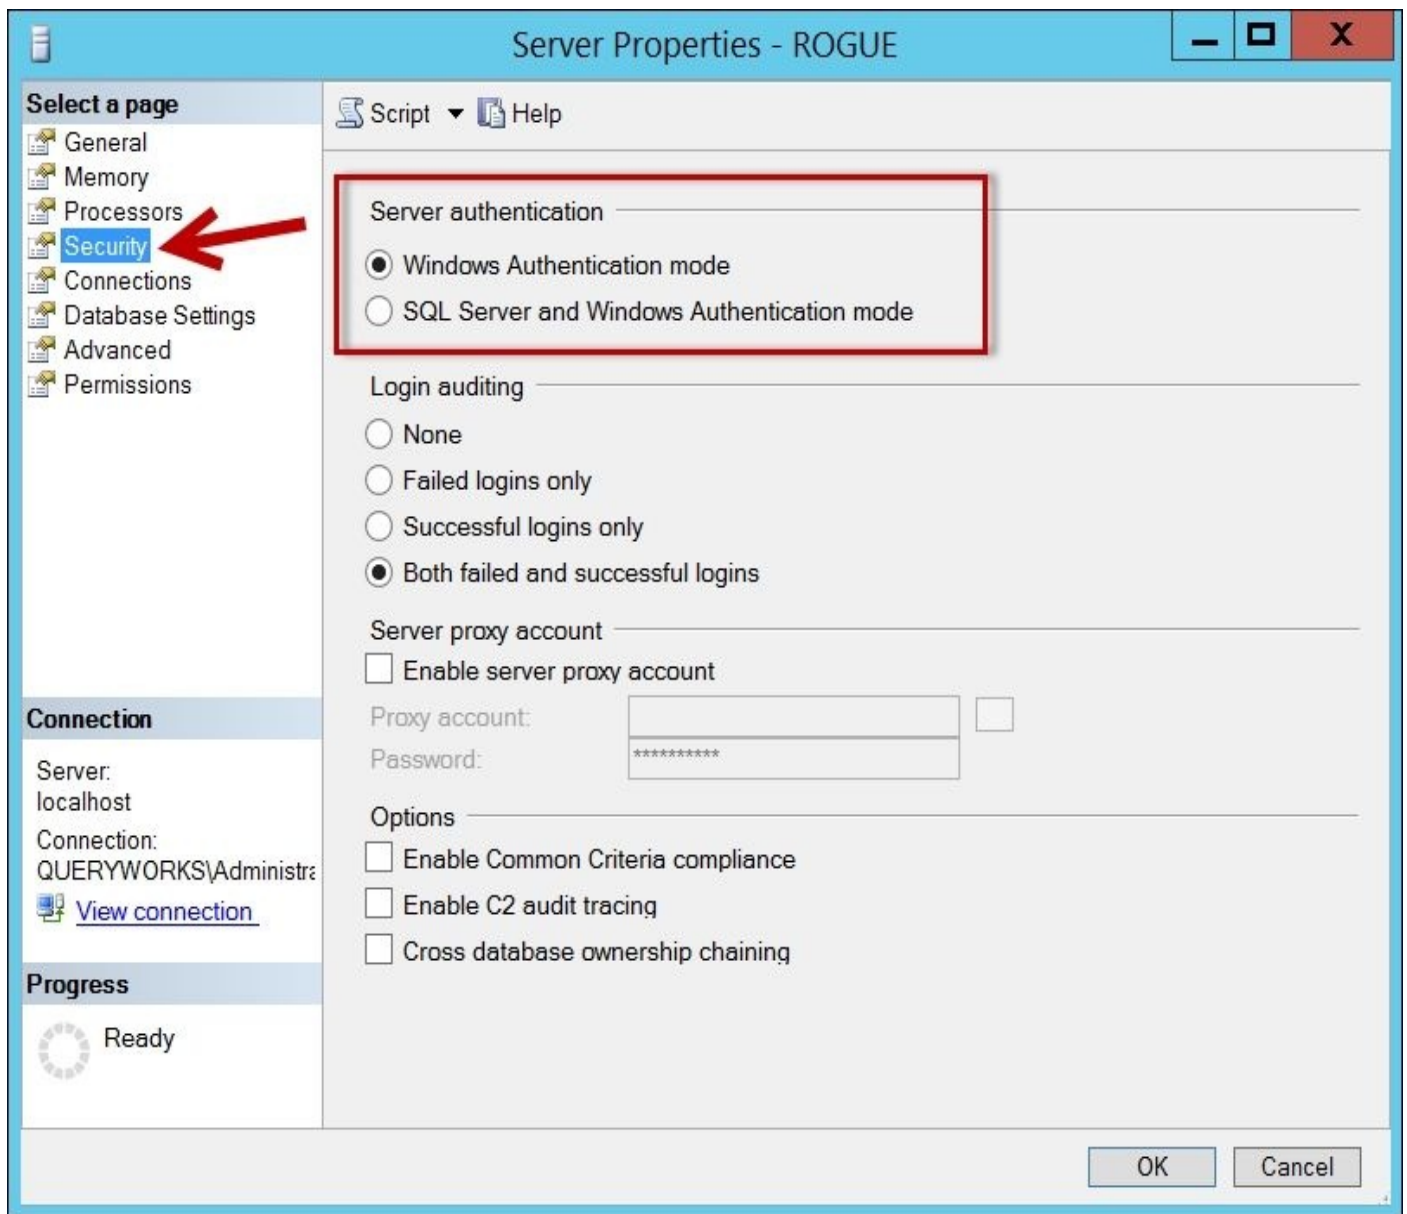 Server Properties - ROGUE
X
Select a page
General
Memory
Processors
Security
Connections
Database Settings
Advanced
Permissions
Connection
Server:
localhost
Connection:
QUERYWORKS\Administra
View connection
Progress
Ready
Script
Help
Server authentication
Windows Authentication mode
SQL Server and Windows Authentication mode
Login auditing
None
Failed logins only
Successful logins only
Both failed and successful logins
Server proxy account
Enable server proxy account
Proxy account:
Password:
**********
Options
Enable Common Criteria compliance
Enable C2 audit tracing
Cross database ownership chaining
OK
Cancel